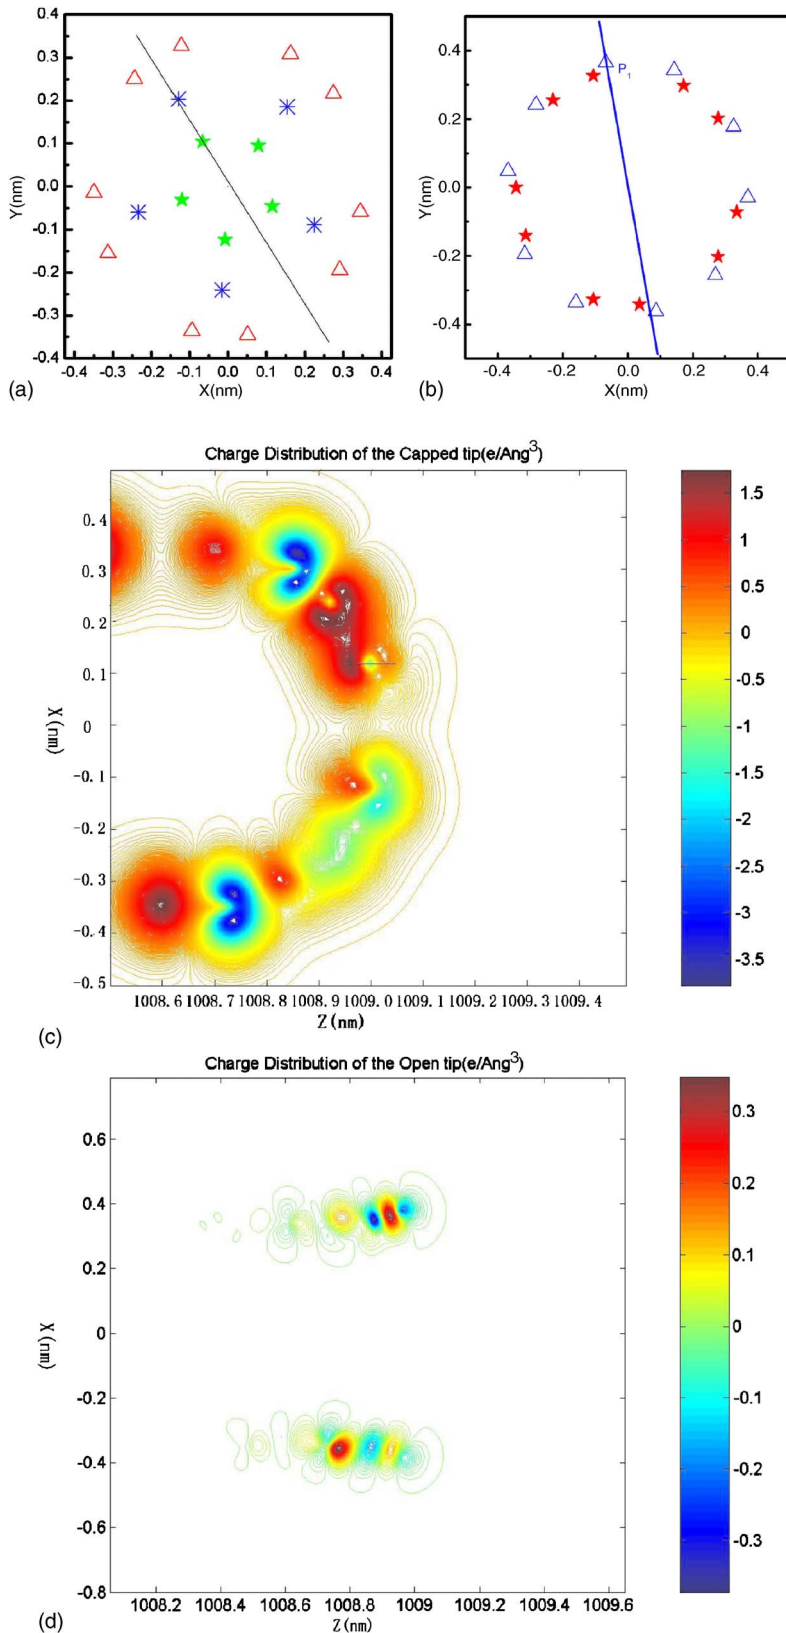 0.4
0.3
0.2
0.1
0.0
-0.1
-0.2
-0.3
-0.4
Y(nm)
-0.4 -0.3 -0.2 -0.1 0.0 0.1 0.2 0.3 0.4
X(nm)
(a)
0.4
0.2
0.0
-0.2
-0.4
Y(nm)
P1
-0.4 -0.2 0.0 0.2 0.4
X(nm)
(b)
Charge Distribution of the Capped tip(e/Ang^3)
0.4
0.3
0.2
0.1
0
-0.1
-0.2
-0.3
-0.4
-0.5
X (nm)
1008.6 1008.7 1008.8 1008.9 1009.0 1009.1 1009.2 1009.3 1009.4
Z(nm)
1.5
1
0.5
0
-0.5
-1
-1.5
-2
-2.5
-3
-3.5
(c)
Charge Distribution of the Open tip(e/Ang^3)
0.6
0.4
0.2
0
-0.2
-0.4
-0.6
-0.8
X (nm)
1008.2 1008.4 1008.6 1008.8 1009 1009.2 1009.4 1009.6
Z(nm)
0.3
0.2
0.1
0
-0.1
-0.2
-0.3
(d)